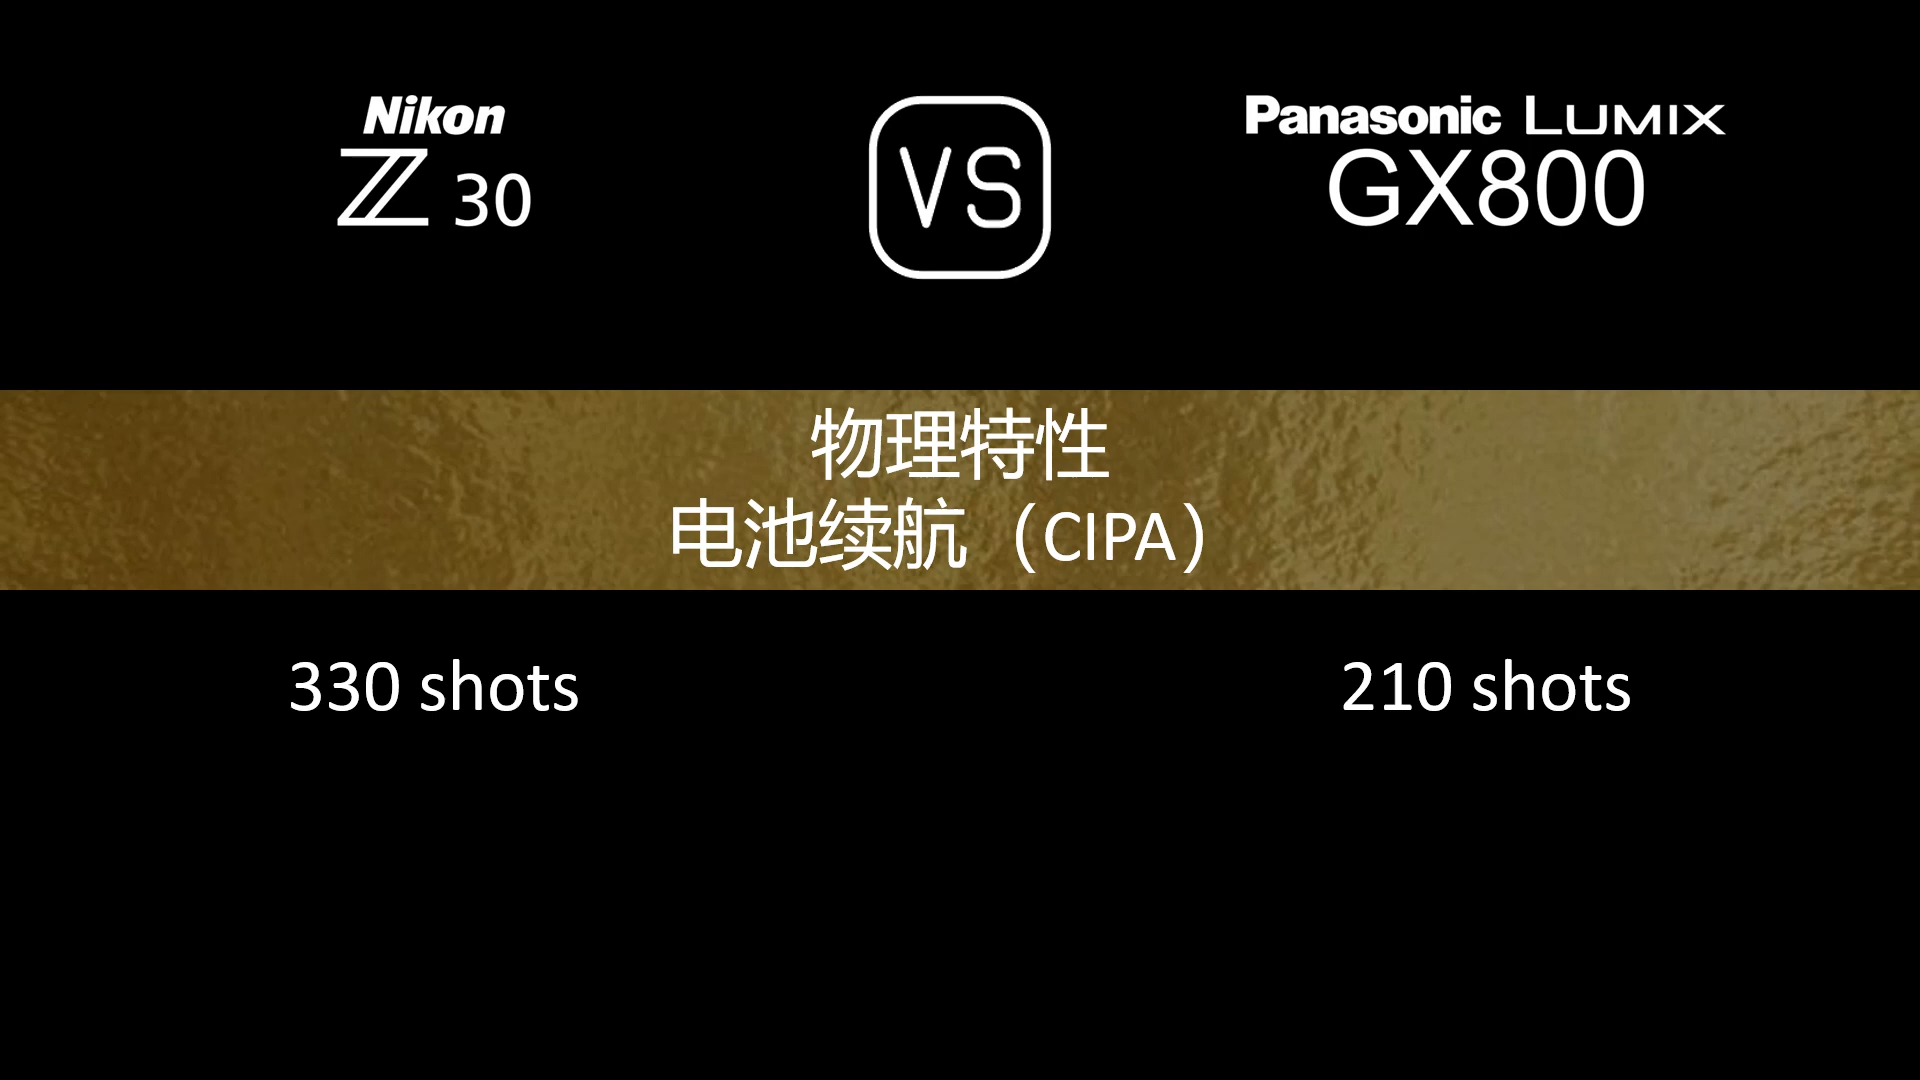 Nikon
Z 30
VS
Panasonic LUMIX
GX800
物理特性
电池续航（CIPA）
330 shots
210 shots